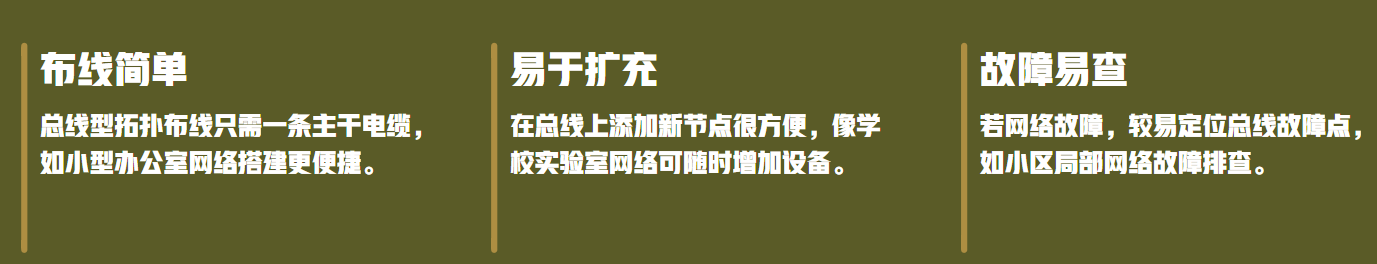 布线简单
总线型拓扑布线只需一条主干电缆，
如小型办公室网络搭建更便捷。
易于扩充
在总线上添加新节点很方便，像学
校实验室网络可随时增加设备。
故障易查
若网络故障，较易定位总线故障点，
如小区局部网络故障排查。